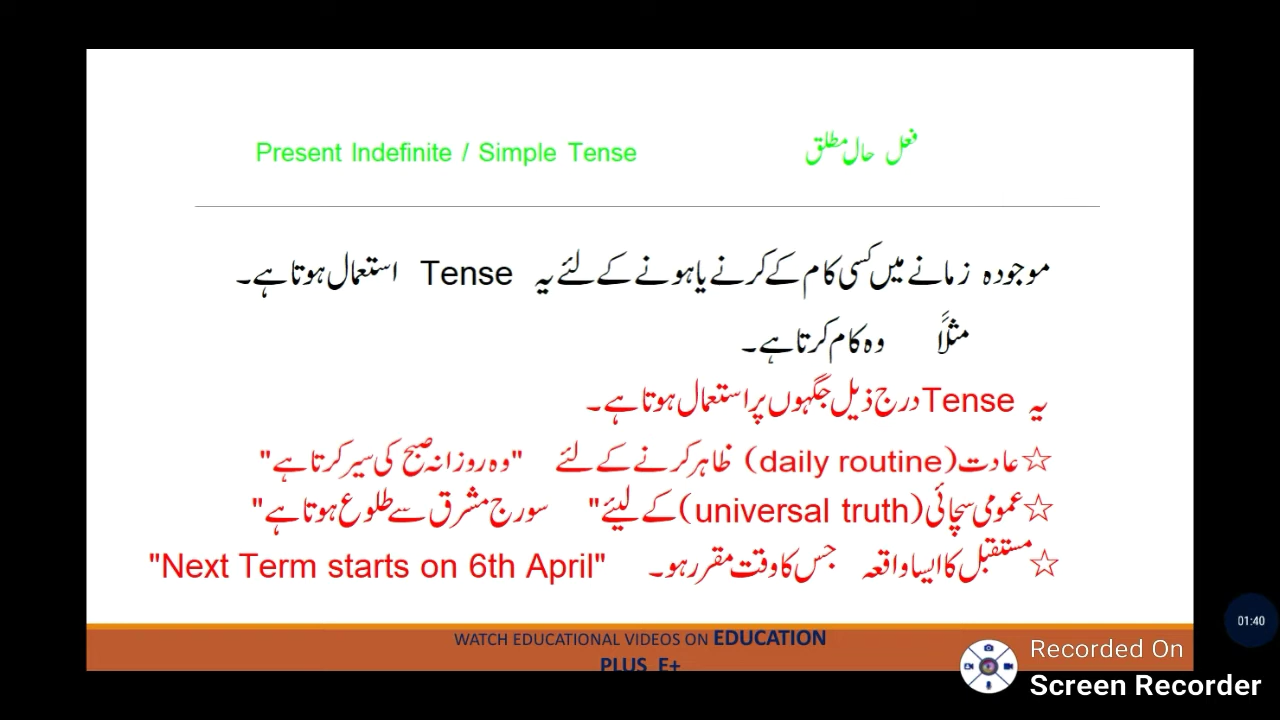 Present Indefinite / Simple Tense فعل حال مطلق
موجودہ زمانے میں کسی کام کے کرنے یا ہونے کے لئے یہ Tense استعمال ہوتا ہے۔
مثلاً وہ کام کرتا ہے۔
یہ Tense درج ذیل جگہوں پر استعمال ہوتا ہے۔
☆عادت(daily routine) ظاہر کرنے کے لئے "وہ روزانہ صبح کی سیر کرتا ہے"
☆عمومی سچائی(universal truth)کے لیئے" سورج مشرق سے طلوع ہوتا ہے"
☆مستقبل کا ایسا واقعہ جس کا وقت مقرر ہو۔ "Next Term starts on 6th April"
WATCH EDUCATIONAL VIDEOS ON EDUCATION
PLUS E+
01:40
Recorded On
Screen Recorder